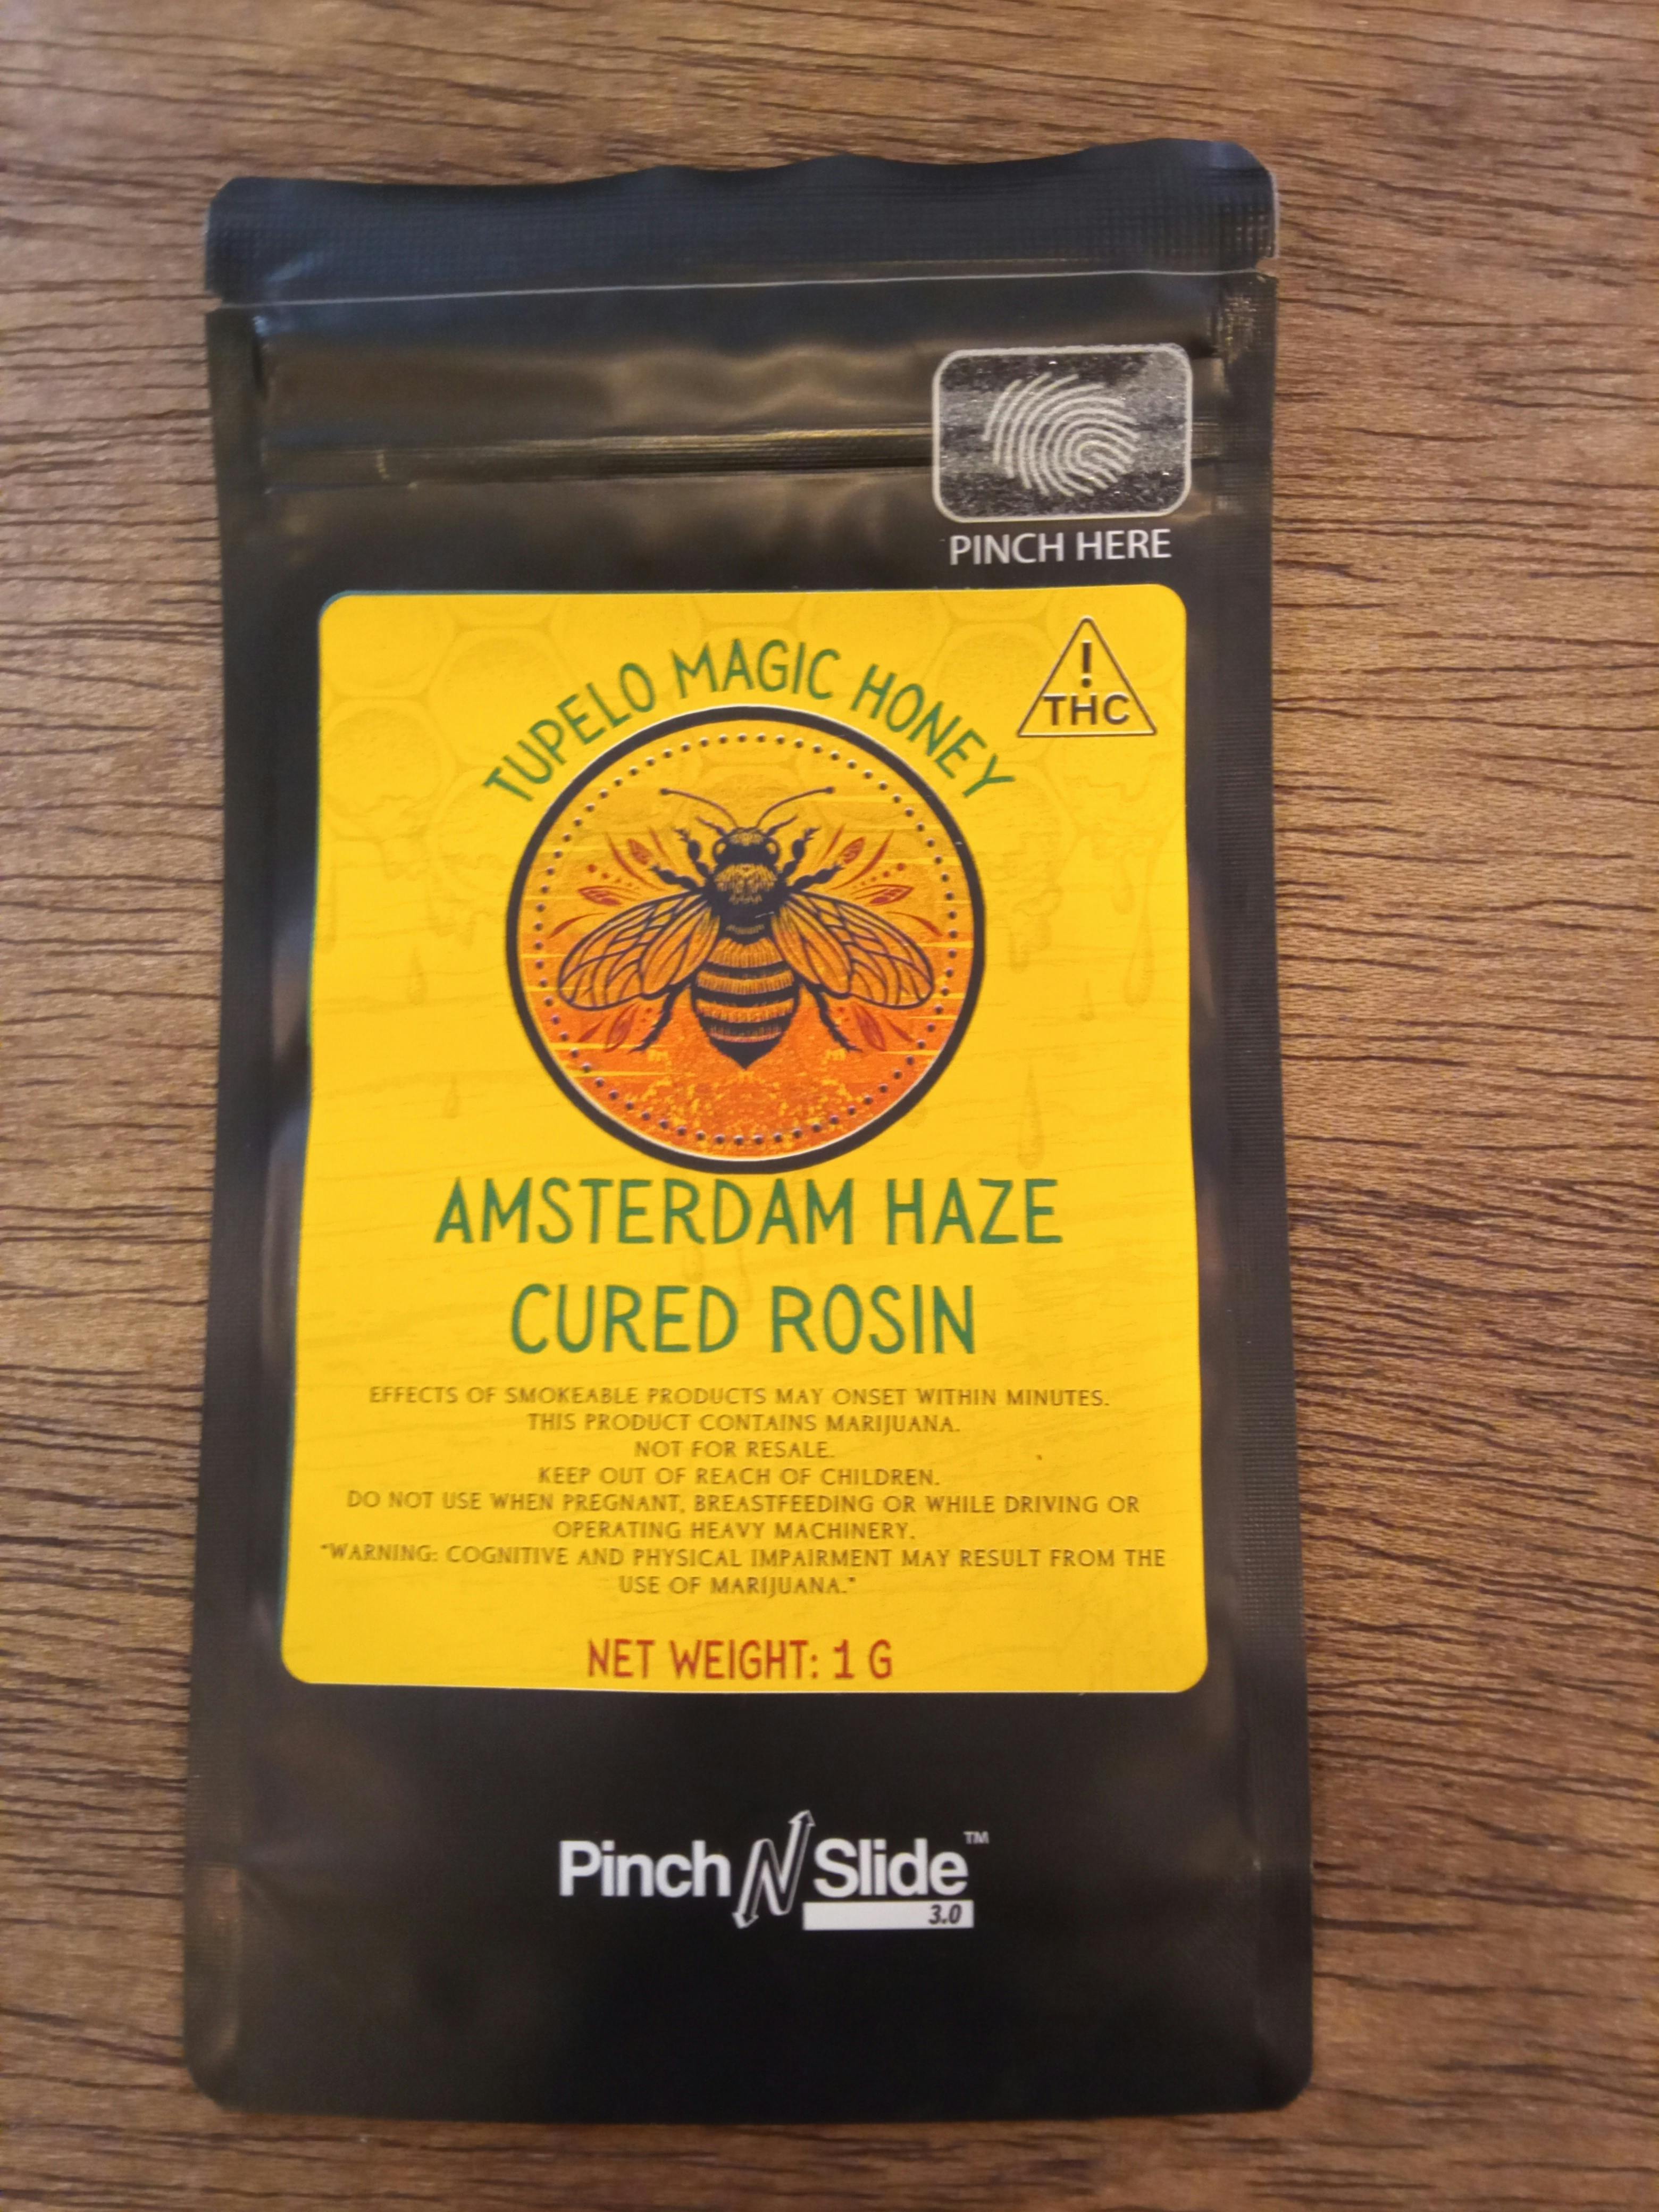 PINCH HERE
!
THC
TUPELO MAGIC HONEY
AMSTERDAM HAZE
CURED ROSIN
EFFECTS OF SMOKEABLE PRODUCTS MAY ONSET WITHIN MINUTES.
THIS PRODUCT CONTAINS MARIJUANA.
NOT FOR RESALE.
KEEP OUT OF REACH OF CHILDREN.
DO NOT USE WHEN PREGNANT, BREASTFEEDING OR WHILE DRIVING OR
OPERATING HEAVY MACHINERY.
"WARNING: COGNITIVE AND PHYSICAL IMPAIRMENT MAY RESULT FROM THE
USE OF MARIJUANA."
NET WEIGHT: 1 G
Pinch N Slide™
3.0